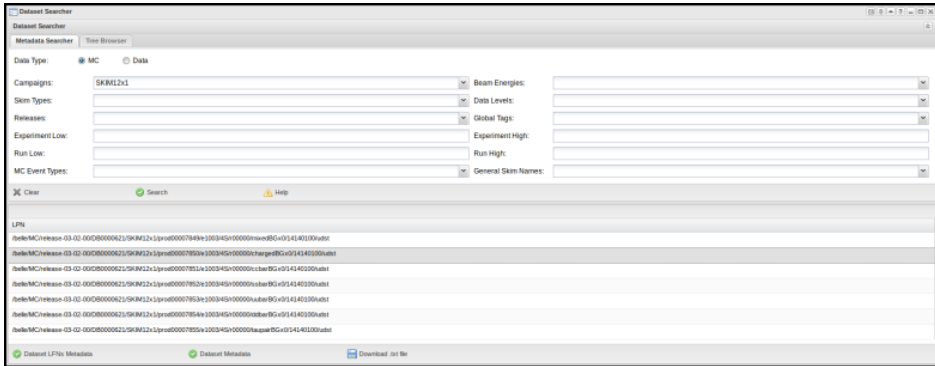 Dataset Searcher
Dataset Searcher
Metadata Searcher Tree Browser
Data Type: MC Data
Campaigns: SKIM12x1 Beam Energies:
Skim Types: Data Levels:
Releases: Global Tags:
Experiment Low: Experiment High:
Run Low: Run High:
MC Event Types: General Skim Names:
Clear Search Help
LPN
/belle/MC/release-03-02-00/DB0000621/SKIM12x1/prod00007849/e1003/4S/r00000/mixedBGx0/14140100/udst
/belle/MC/release-03-02-00/DB0000621/SKIM12x1/prod00007850/e1003/4S/r00000/chargedBGx0/14140100/udst
/belle/MC/release-03-02-00/DB0000621/SKIM12x1/prod00007851/e1003/4S/r00000/ccbarBGx0/14140100/udst
/belle/MC/release-03-02-00/DB0000621/SKIM12x1/prod00007852/e1003/4S/r00000/ssbarBGx0/14140100/udst
/belle/MC/release-03-02-00/DB0000621/SKIM12x1/prod00007853/e1003/4S/r00000/uubarBGx0/14140100/udst
/belle/MC/release-03-02-00/DB0000621/SKIM12x1/prod00007854/e1003/4S/r00000/ddbarBGx0/14140100/udst
/belle/MC/release-03-02-00/DB0000621/SKIM12x1/prod00007855/e1003/4S/r00000/taupairBGx0/14140100/udst
Dataset LFNs Metadata Dataset Metadata Download .txt file